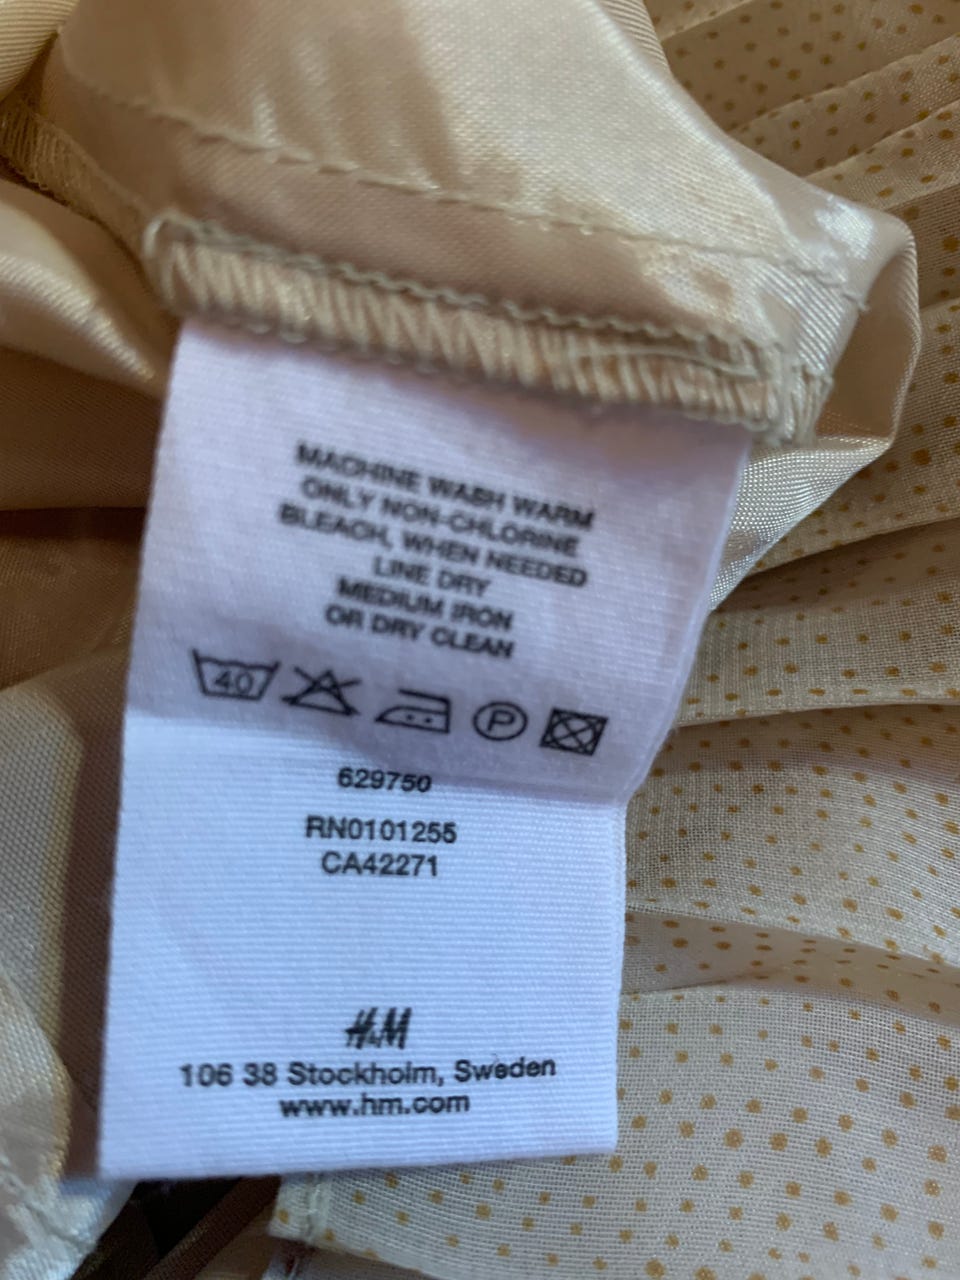 MACHINE WASH WARM
ONLY NON-CHLORINE
BLEACH, WHEN NEEDED
LINE DRY
MEDIUM IRON
OR DRY CLEAN
40 P
629750
RN0101255
CA42271
H&M
106 38 Stockholm, Sweden
www.hm.com